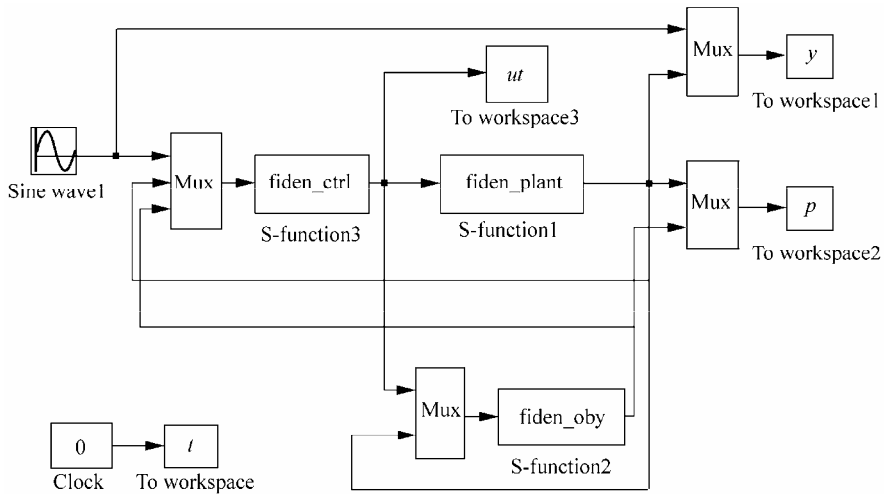 Mux
y
To workspace1
ut
To workspace3
Sine wave1
Mux
fiden_ctrl
S-function3
fiden_plant
S-function1
Mux
p
To workspace2
Mux
fiden_oby
S-function2
0
Clock
t
To workspace